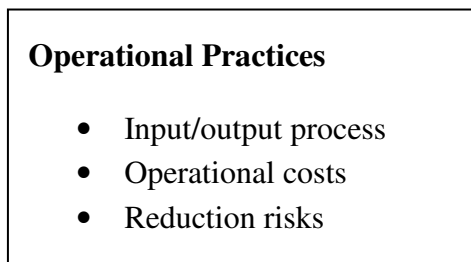 Operational Practices
• Input/output process
• Operational costs
• Reduction risks